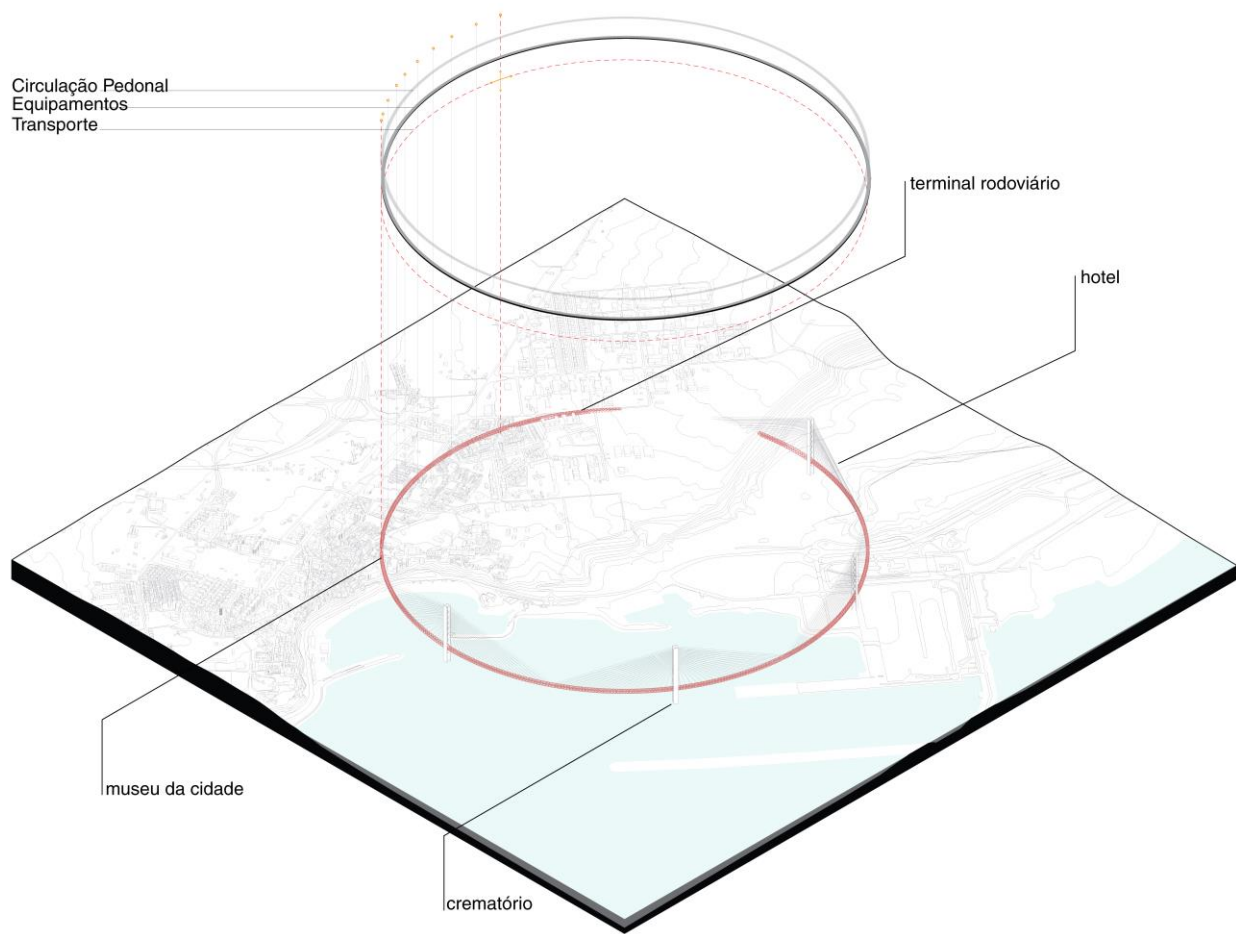 Circulação Pedonal
Equipamentos
Transporte
terminal rodoviário
hotel
museu da cidade
crematório